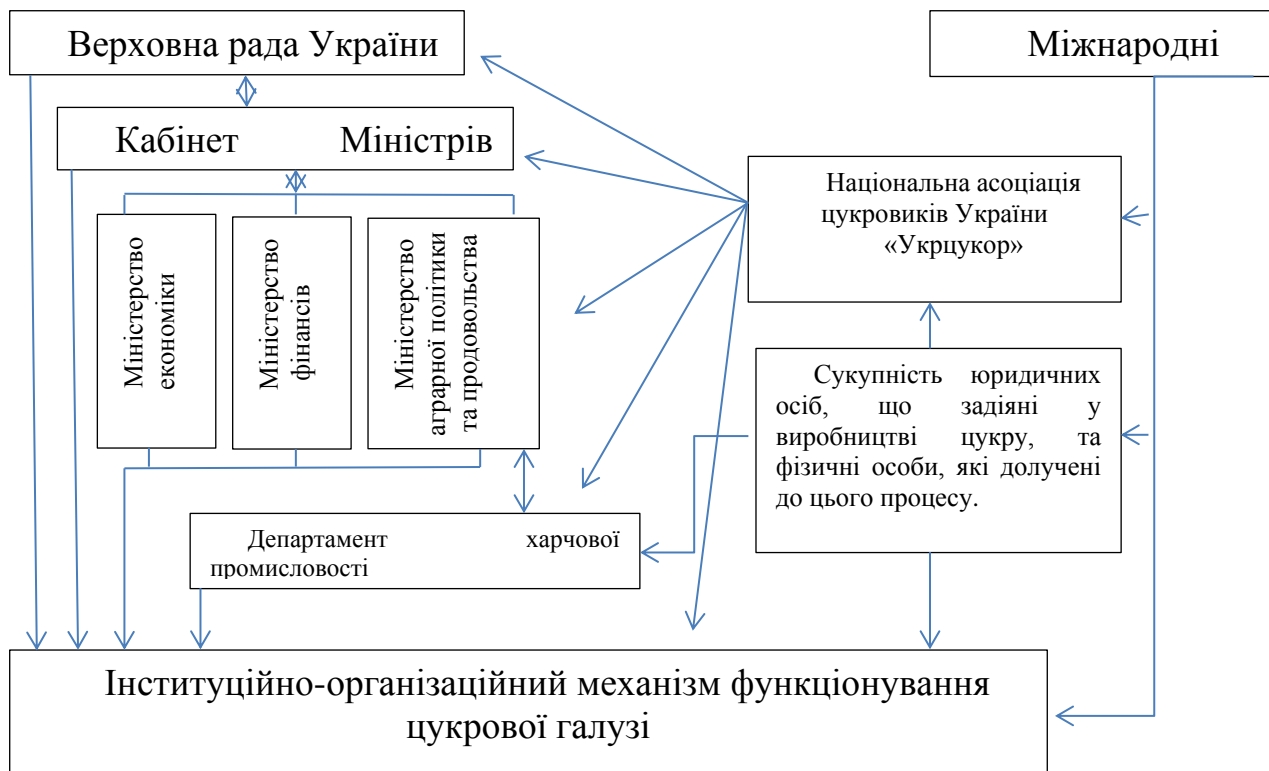 Верховна рада України
Міжнародні
Кабінет Міністрів
Національна асоціація
цукровиків України
«Укрцукор»
Міністерство
економіки
Міністерство
фінансів
Міністерство
аграрної політики
та продовольства
Сукупність юридичних
осіб, що задіяні у
виробництві цукру, та
фізичні особи, які долучені
до цього процесу.
Департамент харчової
промисловості
Інституційно-організаційний механізм функціонування
цукрової галузі